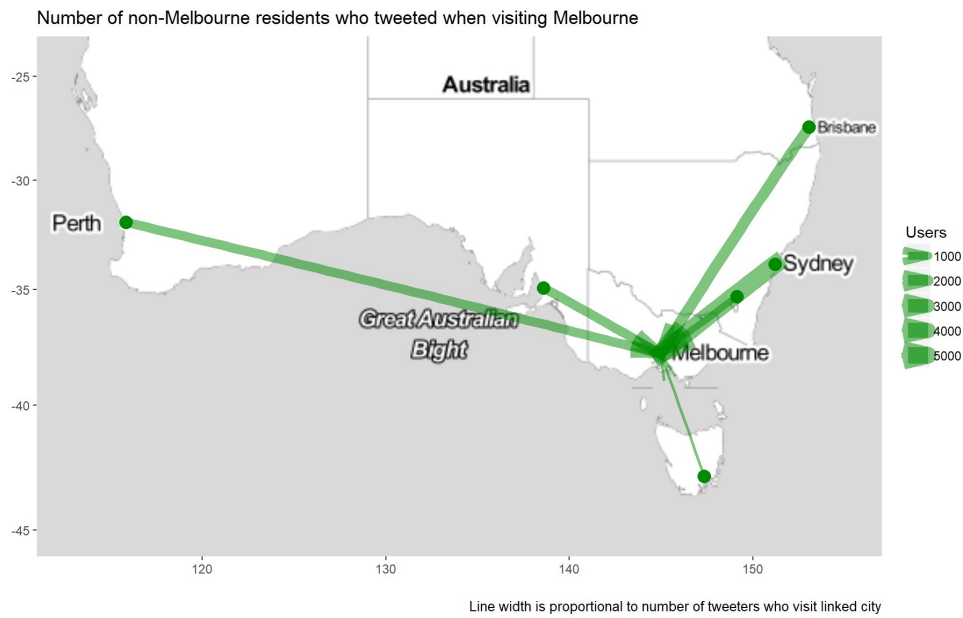 Number of non-Melbourne residents who tweeted when visiting Melbourne
-25
-30
-35
-40
-45
120
130
140
150
Australia
Brisbane
Perth
Sydney
Great Australian
Bight
Melbourne
Users
1000
2000
3000
4000
5000
Line width is proportional to number of tweeters who visit linked city